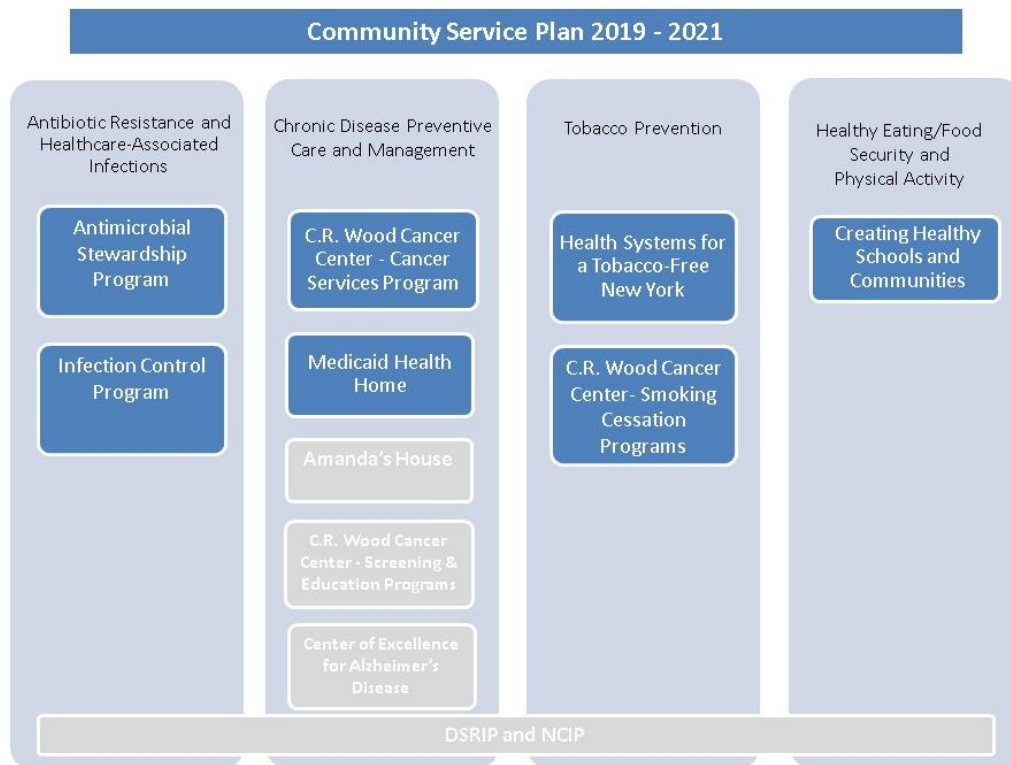 Community Service Plan 2019 - 2021
Antibiotic Resistance and
Healthcare-Associated
Infections
Antimicrobial
Stewardship
Program
Infection Control
Program
Chronic Disease Preventive
Care and Management
C.R. Wood Cancer
Center - Cancer
Services Program
Medicaid Health
Home
Amanda's House
C.R. Wood Cancer
Center - Screening &
Education Programs
Center of Excellence
for Alzheimer's
Disease
Tobacco Prevention
Health Systems for
a Tobacco-Free
New York
C.R. Wood Cancer
Center- Smoking
Cessation
Programs
Healthy Eating/Food
Security and
Physical Activity
Creating Healthy
Schools and
Communities
DSRIP and NCIP